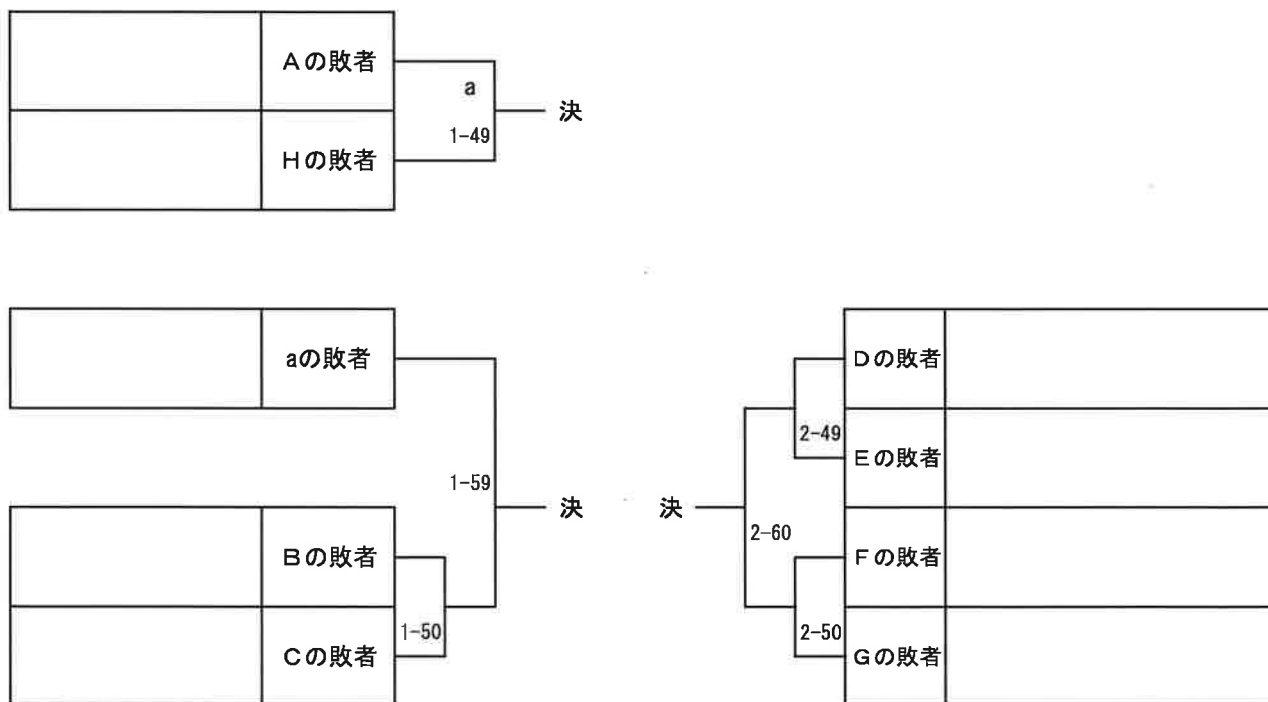 Aの敗者
a
決
1-49
Hの敗者
aの敗者
1-59
決
Bの敗者
1-50
Cの敗者
Dの敗者
2-49
Eの敗者
決
2-60
Fの敗者
2-50
Gの敗者